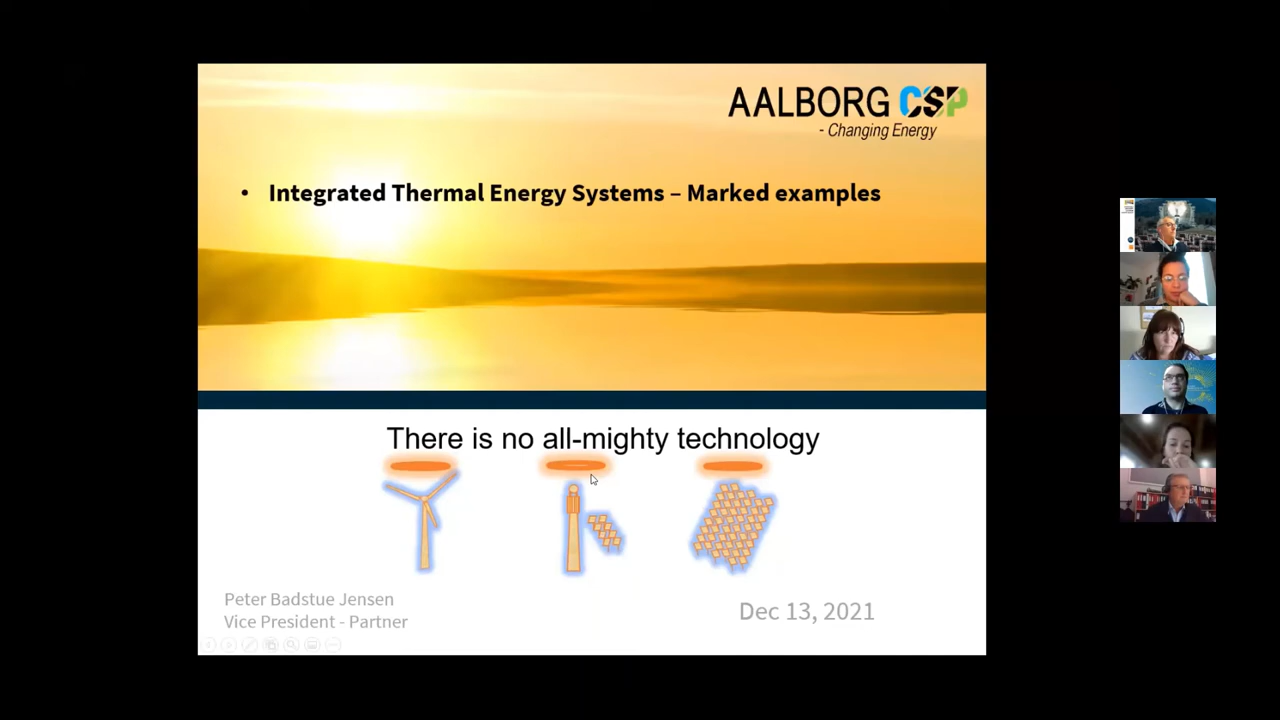 AALBORG CSP
- Changing Energy
• Integrated Thermal Energy Systems – Marked examples
There is no all-mighty technology
Peter Badstue Jensen
Vice President - Partner
Dec 13, 2021